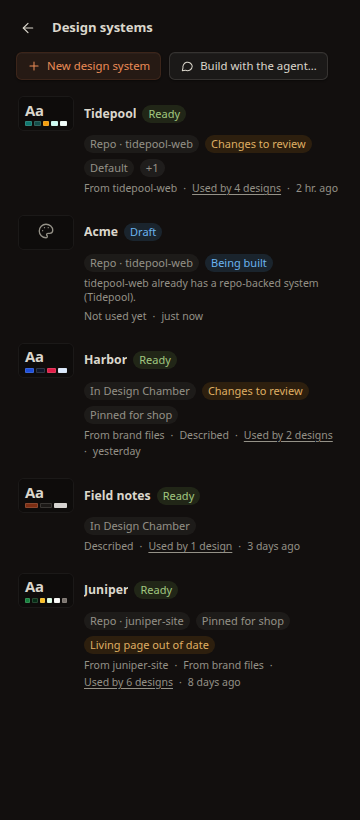 Design systems
New design system
Build with the agent...
Aa
Tidepool Ready
Repo · tidepool-web Changes to review
Default +1
From tidepool-web · Used by 4 designs · 2 hr. ago
Acme Draft
Repo · tidepool-web Being built
tidepool-web already has a repo-backed system
(Tidepool).
Not used yet · just now
Aa
Harbor Ready
In Design Chamber Changes to review
Pinned for shop
From brand files · Described · Used by 2 designs
· yesterday
Aa
Field notes Ready
In Design Chamber
Described · Used by 1 design · 3 days ago
Aa
Juniper Ready
Repo · juniper-site Pinned for shop
Living page out of date
From juniper-site · From brand files ·
Used by 6 designs · 8 days ago